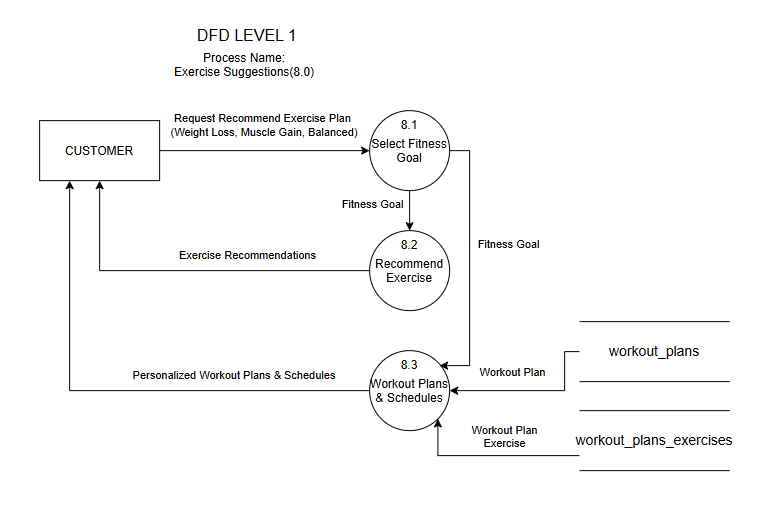 DFD LEVEL 1
Process Name:
Exercise Suggestions(8.0)
Request Recommend Exercise Plan
(Weight Loss, Muscle Gain, Balanced)
CUSTOMER
8.1
Select Fitness
Goal
Fitness Goal
Fitness Goal
8.2
Recommend
Exercise
Exercise Recommendations
8.3
Workout Plans
& Schedules
Personalized Workout Plans & Schedules
Workout Plan
workout_plans
Workout Plan
Exercise
workout_plans_exercises